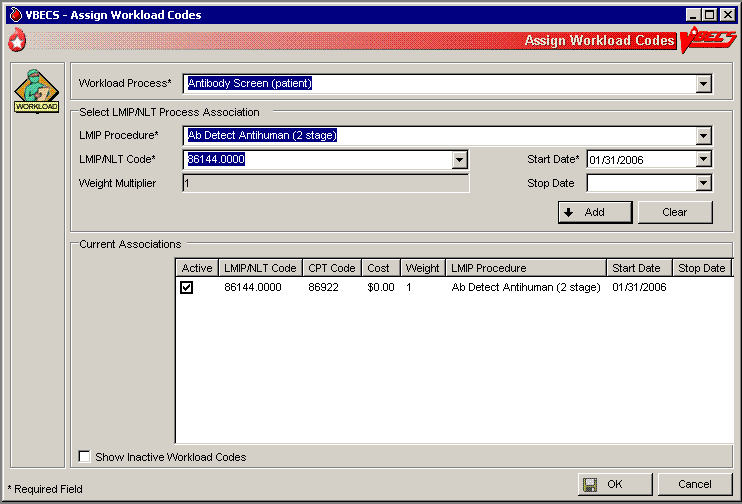 VBECS - Assign Workload Codes
Assign Workload Codes
VBECS
WORKLOAD
Workload Process* Antibody Screen (patient)
Select LMIP/NLT Process Association
LMIP Procedure* Ab Detect Antihuman (2 stage)
LMIP/NLT Code* 86144.0000 Start Date* 01/31/2006
Weight Multiplier 1 Stop Date
Add Clear
Current Associations
Active LMIP/NLT Code CPT Code Cost Weight LMIP Procedure Start Date Stop Date
86144.0000 86922 $0.00 1 Ab Detect Antihuman (2 stage) 01/31/2006
Show Inactive Workload Codes
* Required Field
OK Cancel